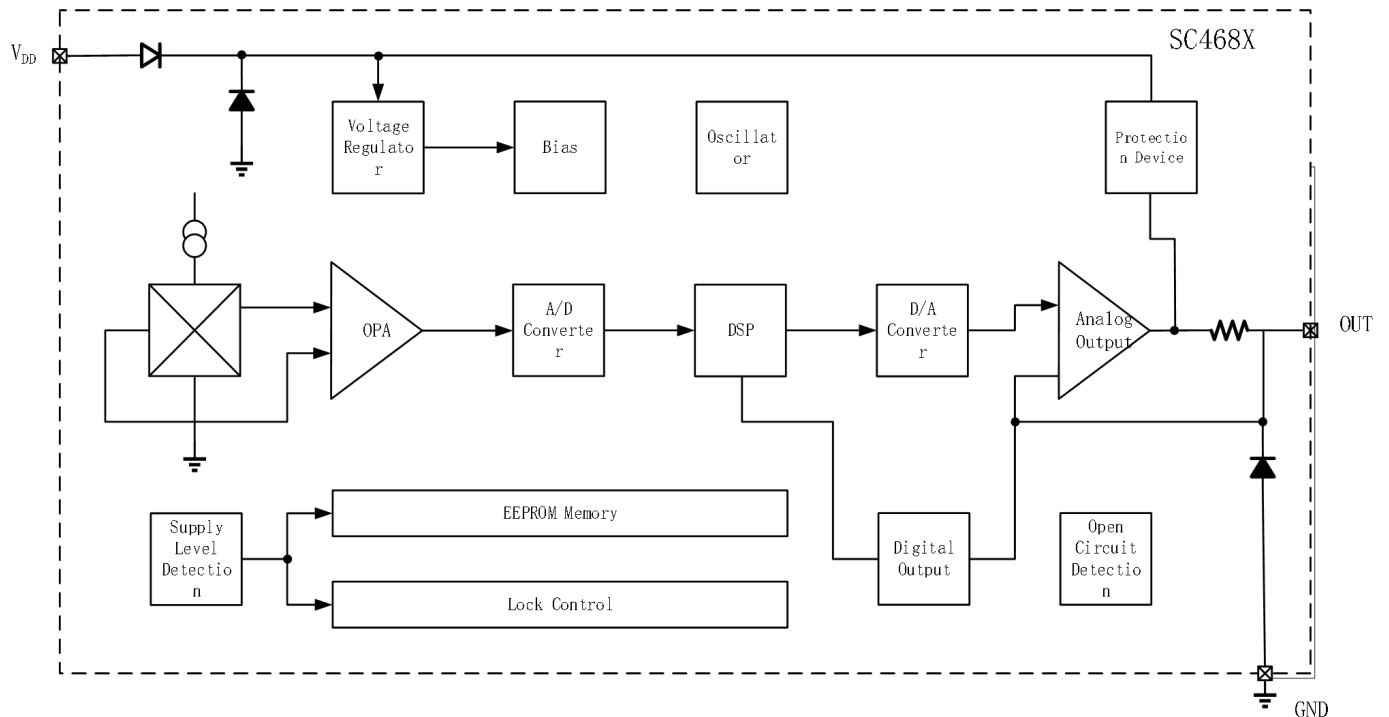 SC468X
V_DD
Voltage
Regulato
r
Bias
Oscillat
or
Protectio
n Device
OPA
A/D
Converte
r
DSP
D/A
Converte
r
Analog
Output
OUT
Supply
Level
Detectio
n
EEPROM Memory
Lock Control
Digital
Output
Open
Circuit
Detectio
n
GND